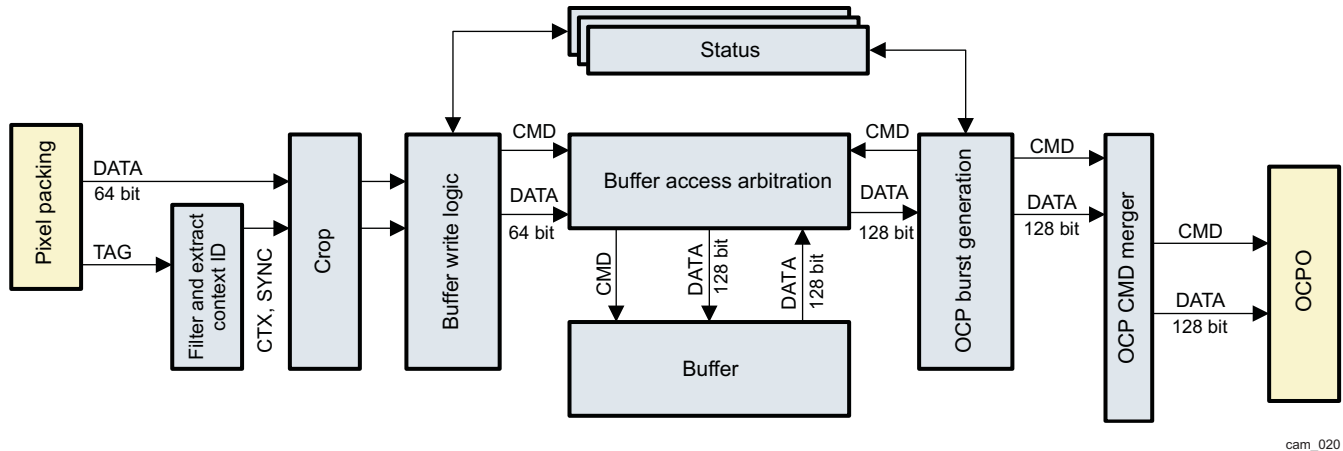 Status
Pixel packing
DATA
64 bit
TAG
Filter and extract
context ID
CTX, SYNC
Crop
Buffer write logic
CMD
DATA
64 bit
Buffer access arbitration
CMD
DATA
128 bit
DATA
128 bit
Buffer
CMD
DATA
128 bit
OCP burst generation
CMD
DATA
128 bit
OCP CMD merger
CMD
DATA
128 bit
OCPO
cam_020